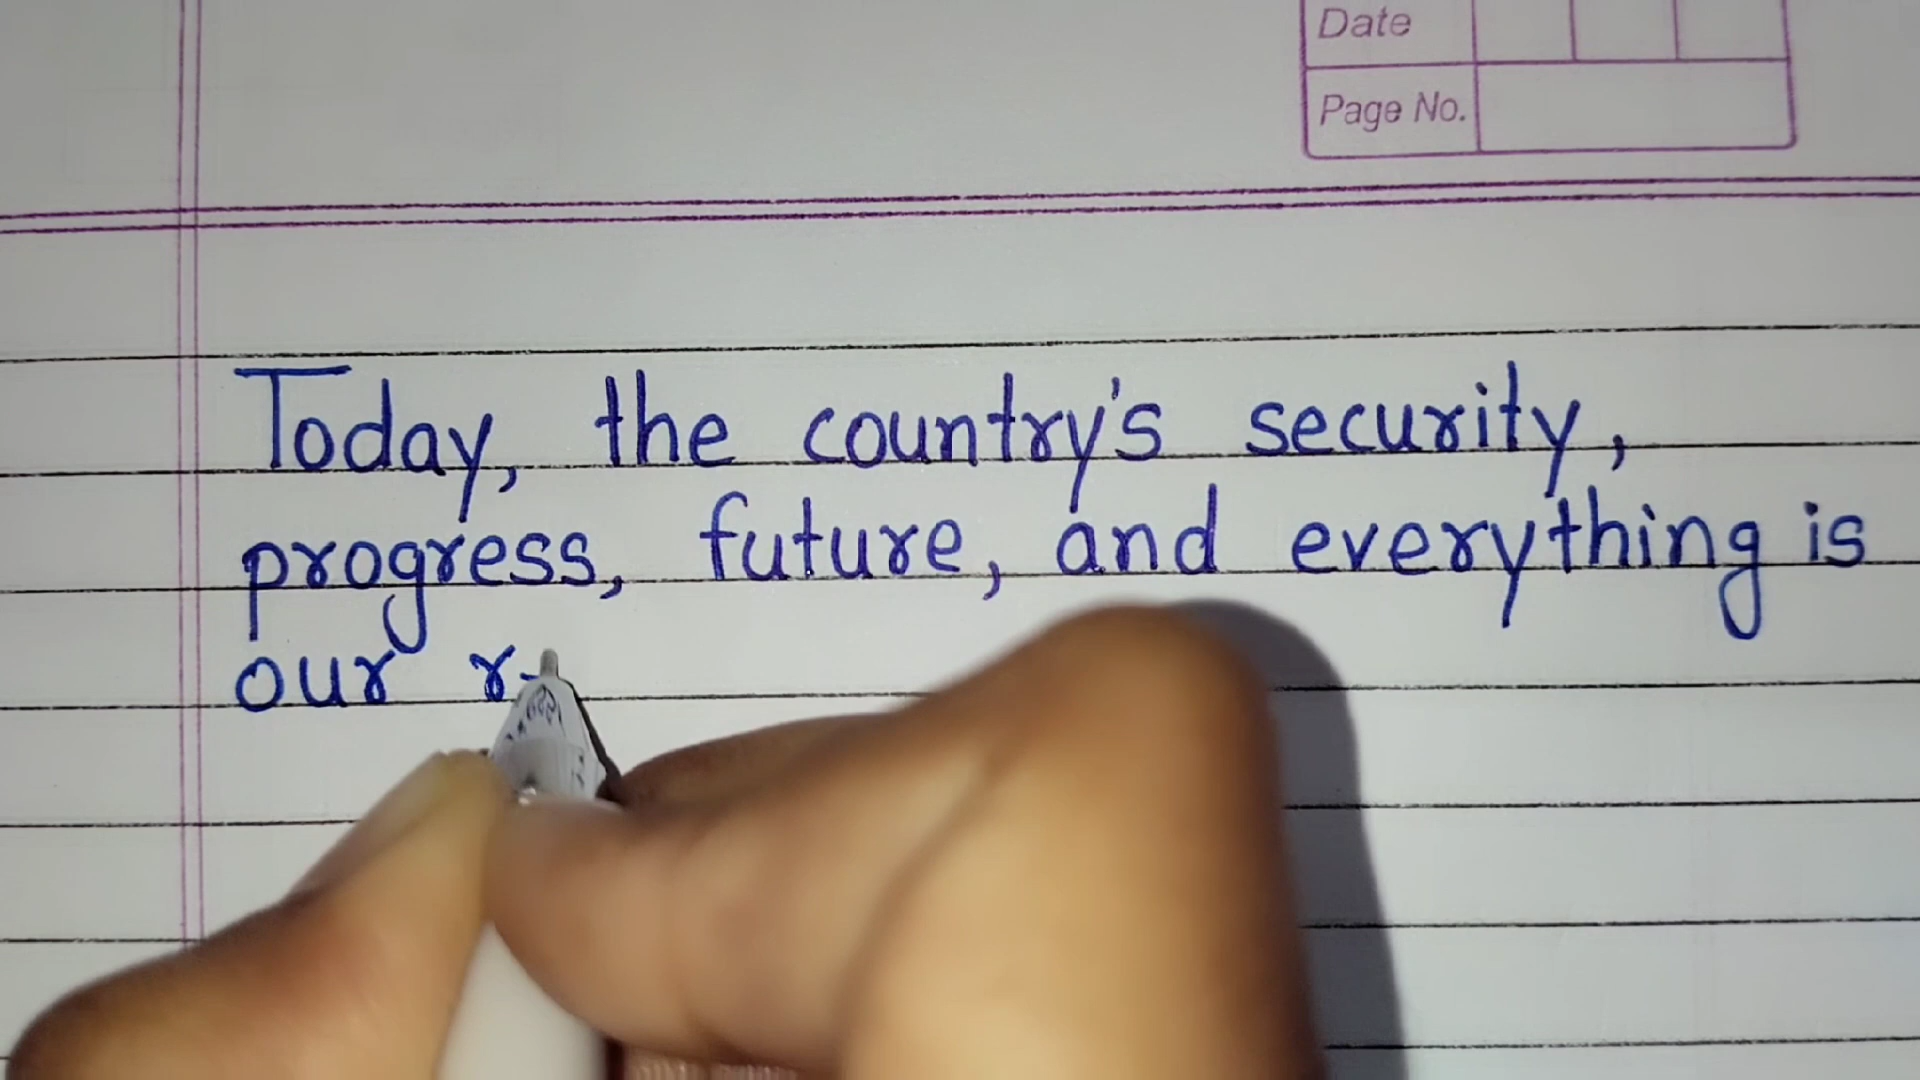 Date
Page No.
Today, the country's security,
progress, future, and everything is
our